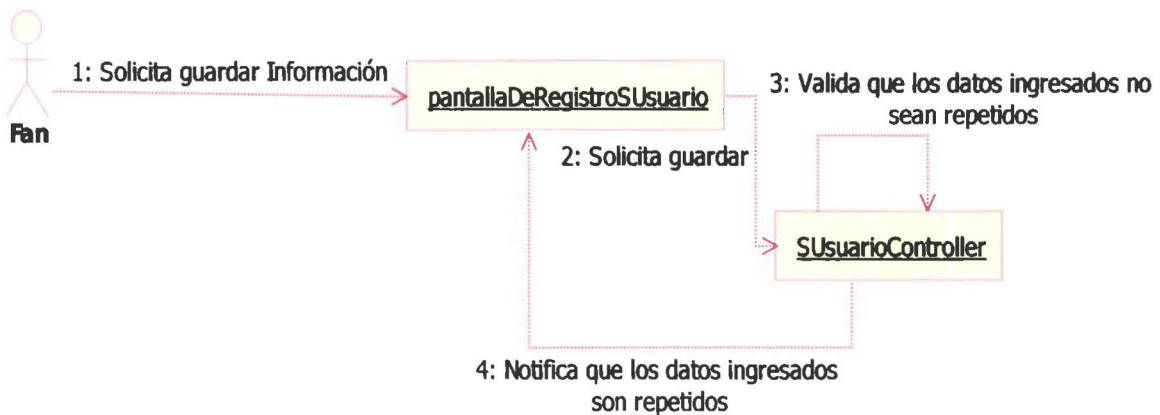 1: Solicita guardar Información
Fan
pantallaDeRegistroSUsuario
2: Solicita guardar
3: Valida que los datos ingresados no
sean repetidos
SUsuarioController
4: Notifica que los datos ingresados
son repetidos